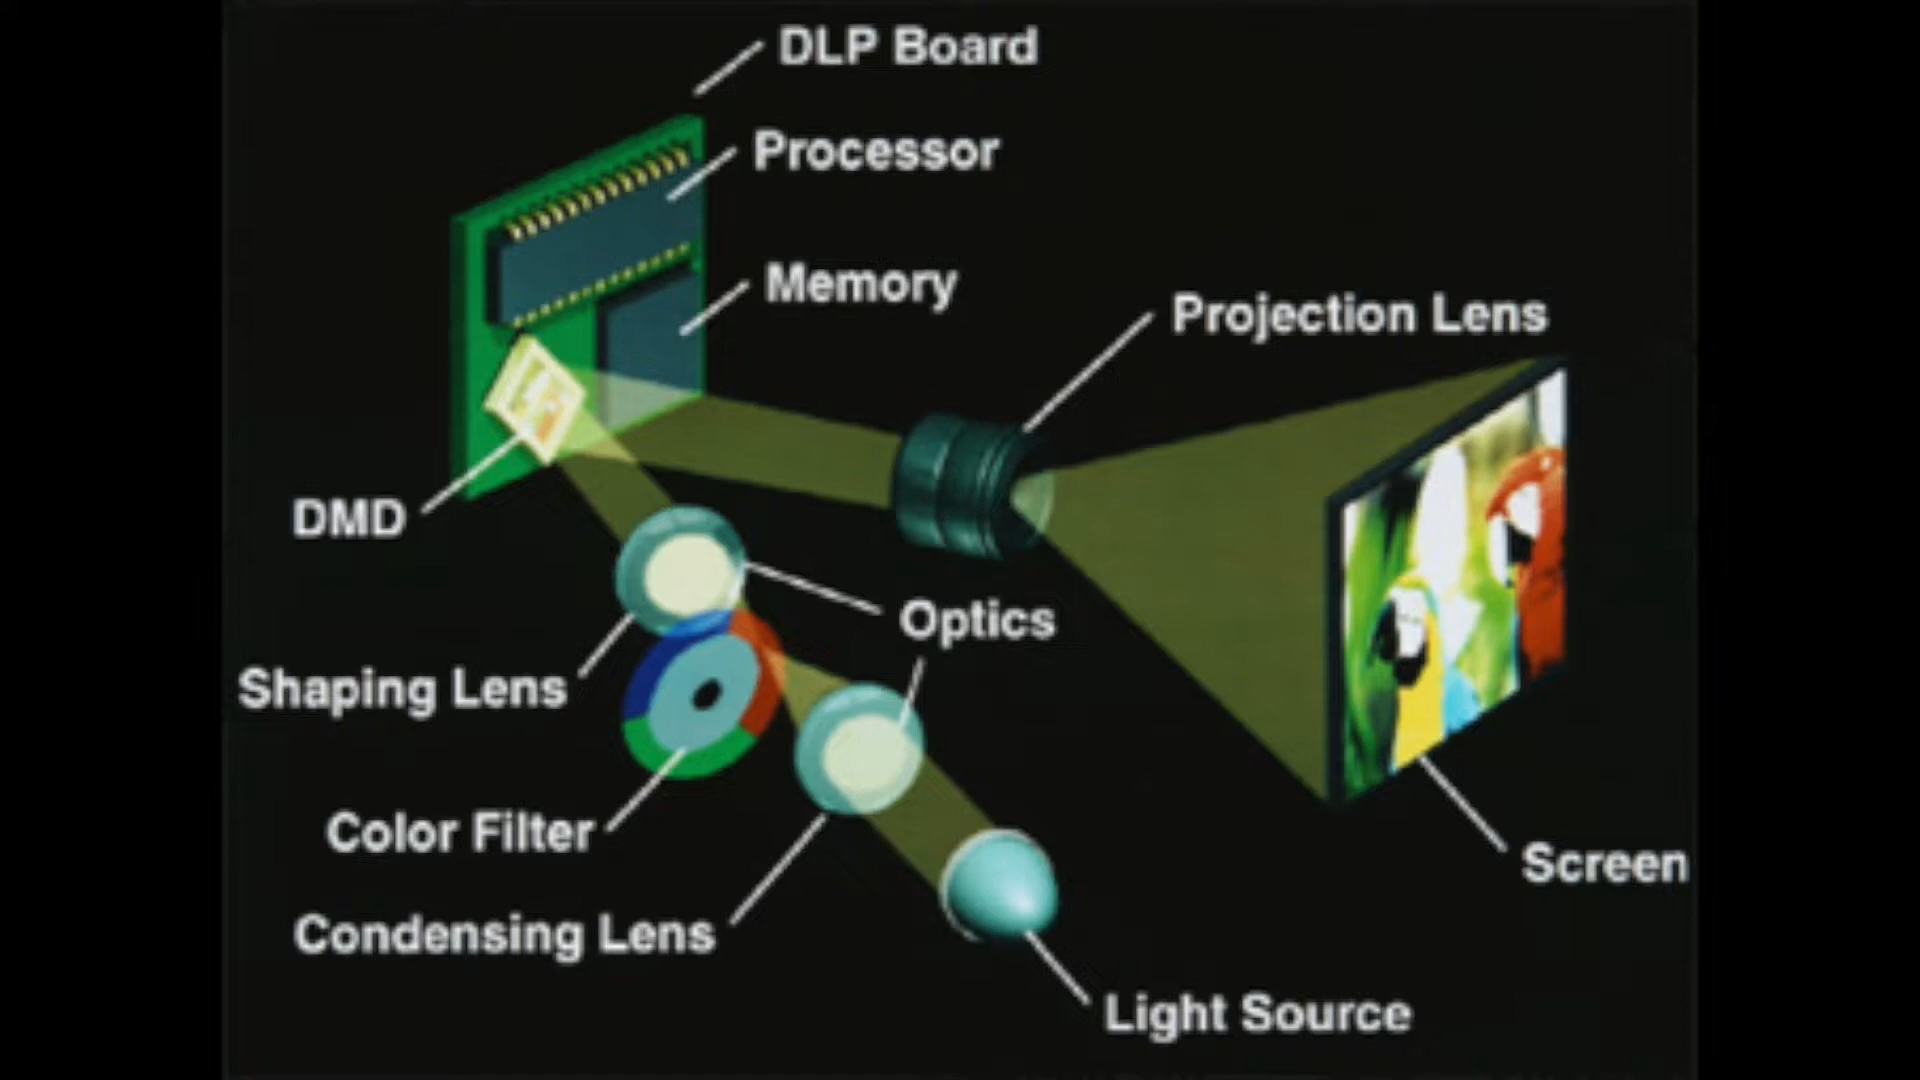 DLP Board
Processor
Memory
Projection Lens
DMD
Optics
Shaping Lens
Color Filter
Screen
Condensing Lens
Light Source